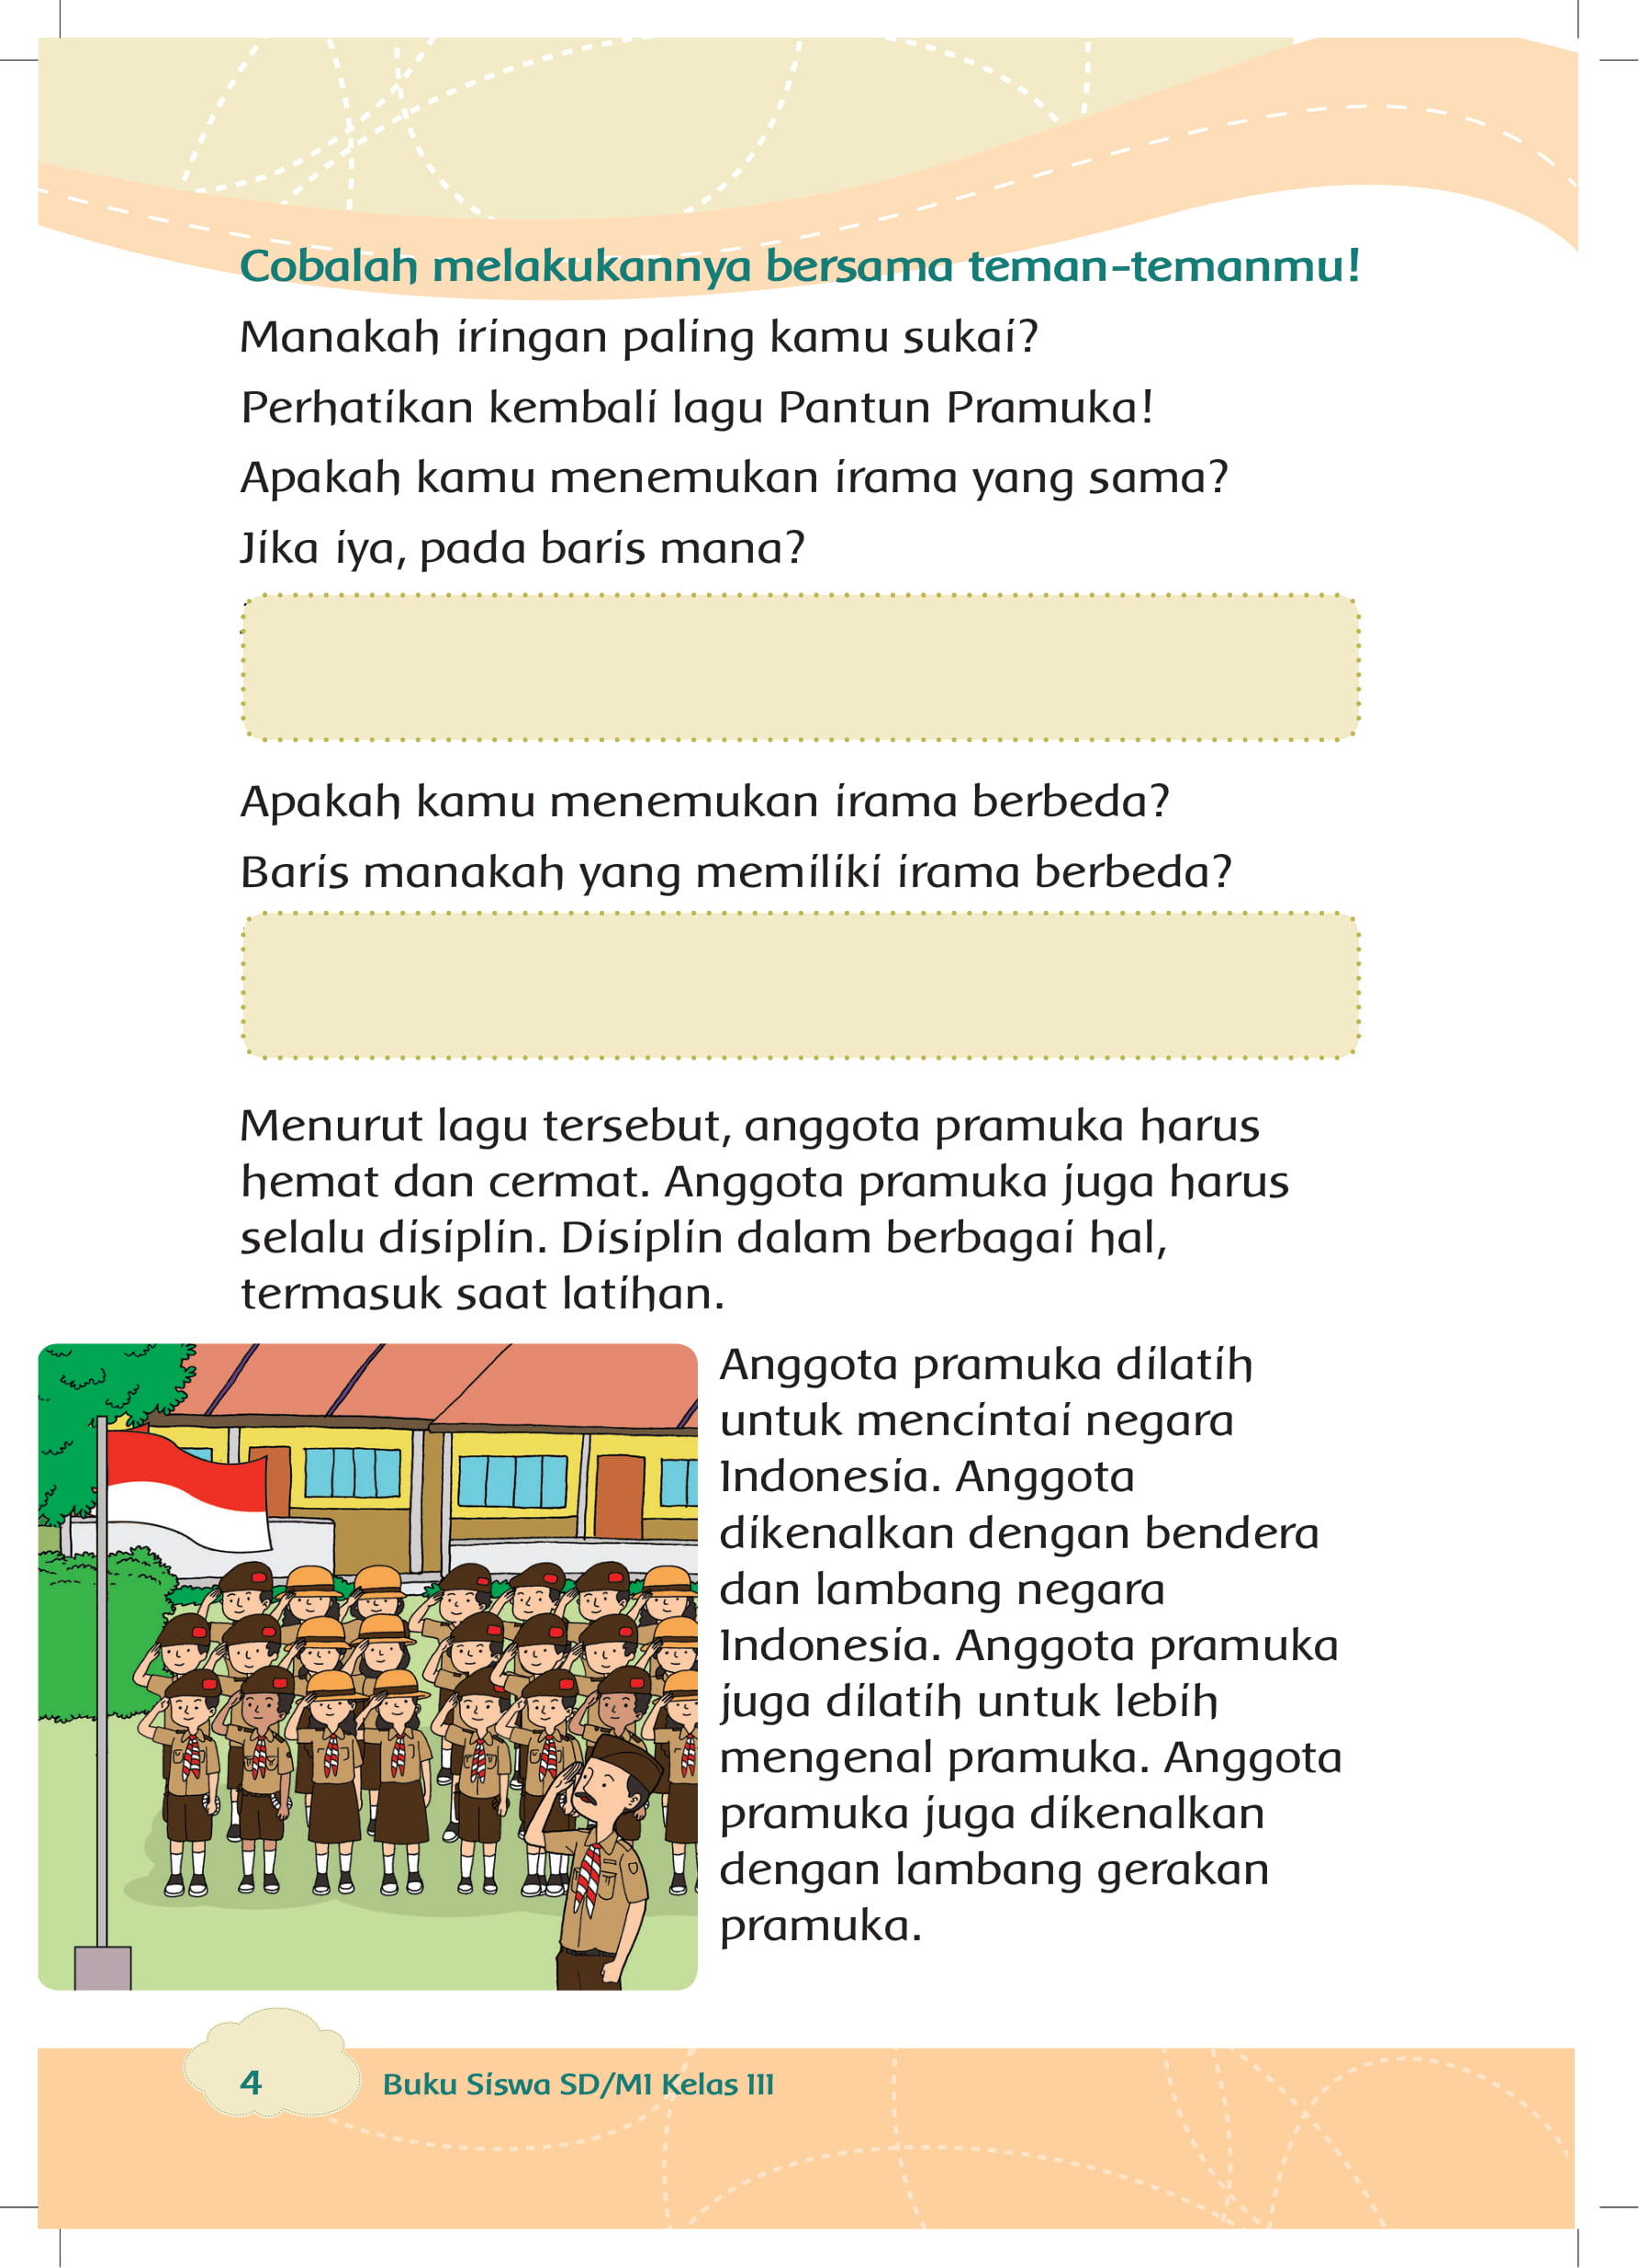 Cobalah melakukannya bersama teman-temanmu!
Manakah iringan paling kamu sukai?
Perhatikan kembali lagu Pantun Pramuka!
Apakah kamu menemukan irama yang sama?
Jika iya, pada baris mana?
Apakah kamu menemukan irama berbeda?
Baris manakah yang memiliki irama berbeda?
Menurut lagu tersebut, anggota pramuka harus
hemat dan cermat. Anggota pramuka juga harus
selalu disiplin. Disiplin dalam berbagai hal,
termasuk saat latihan.
Anggota pramuka dilatih
untuk mencintai negara
Indonesia. Anggota
dikenalkan dengan bendera
dan lambang negara
Indonesia. Anggota pramuka
juga dilatih untuk lebih
mengenal pramuka. Anggota
pramuka juga dikenalkan
dengan lambang gerakan
pramuka.
4
Buku Siswa SD/MI Kelas III